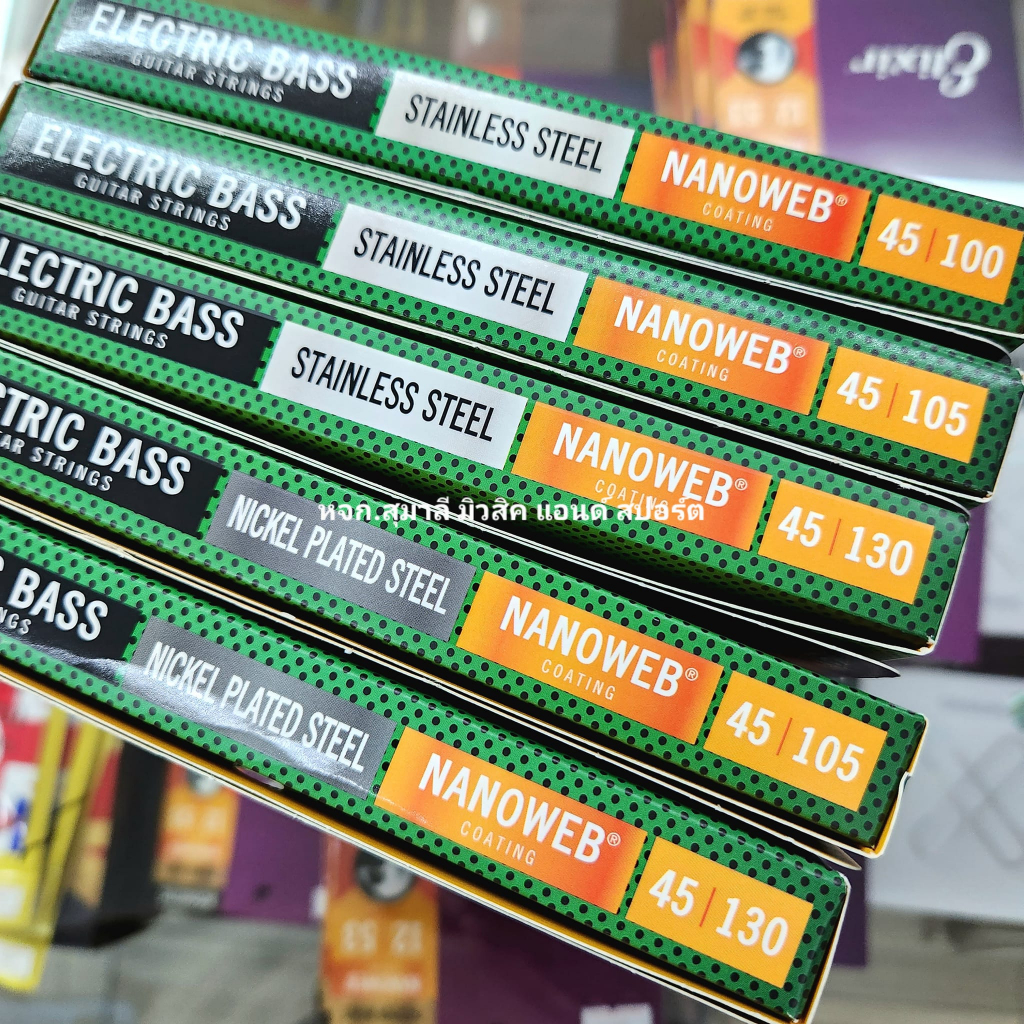 Elixir
ELECTRIC BASS
GUITAR STRINGS
STAINLESS STEEL
NANOWEB®
COATING
45 | 100
ELECTRIC BASS
GUITAR STRINGS
STAINLESS STEEL
NANOWEB®
COATING
45 | 105
LECTRIC BASS
GUITAR STRINGS
STAINLESS STEEL
NANOWEB®
COATING
45 | 130
CTRIC BASS
AR STRINGS
NICKEL PLATED STEEL
NANOWEB®
COATING
45 | 105
หจก.สุมาลี มิวสิค แอนด์ สปอร์ต
BASS
NGS
NICKEL PLATED STEEL
NANOWEB®
COATING
45 | 130
12 53